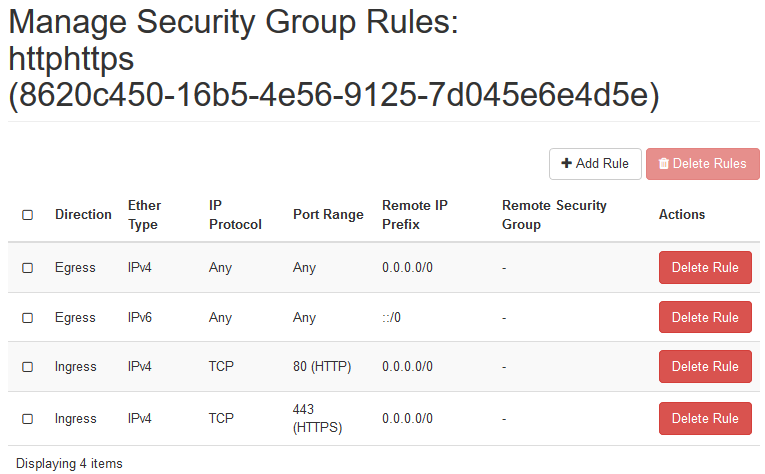 Manage Security Group Rules:
httphttps
(8620c450-16b5-4e56-9125-7d045e6e4d5e)
Add Rule Delete Rules
Direction Ether Type IP Protocol Port Range Remote IP Prefix Remote Security Group Actions
Egress IPv4 Any Any 0.0.0.0/0 - Delete Rule
Egress IPv6 Any Any ::/0 - Delete Rule
Ingress IPv4 TCP 80 (HTTP) 0.0.0.0/0 - Delete Rule
Ingress IPv4 TCP 443 (HTTPS) 0.0.0.0/0 - Delete Rule
Displaying 4 items